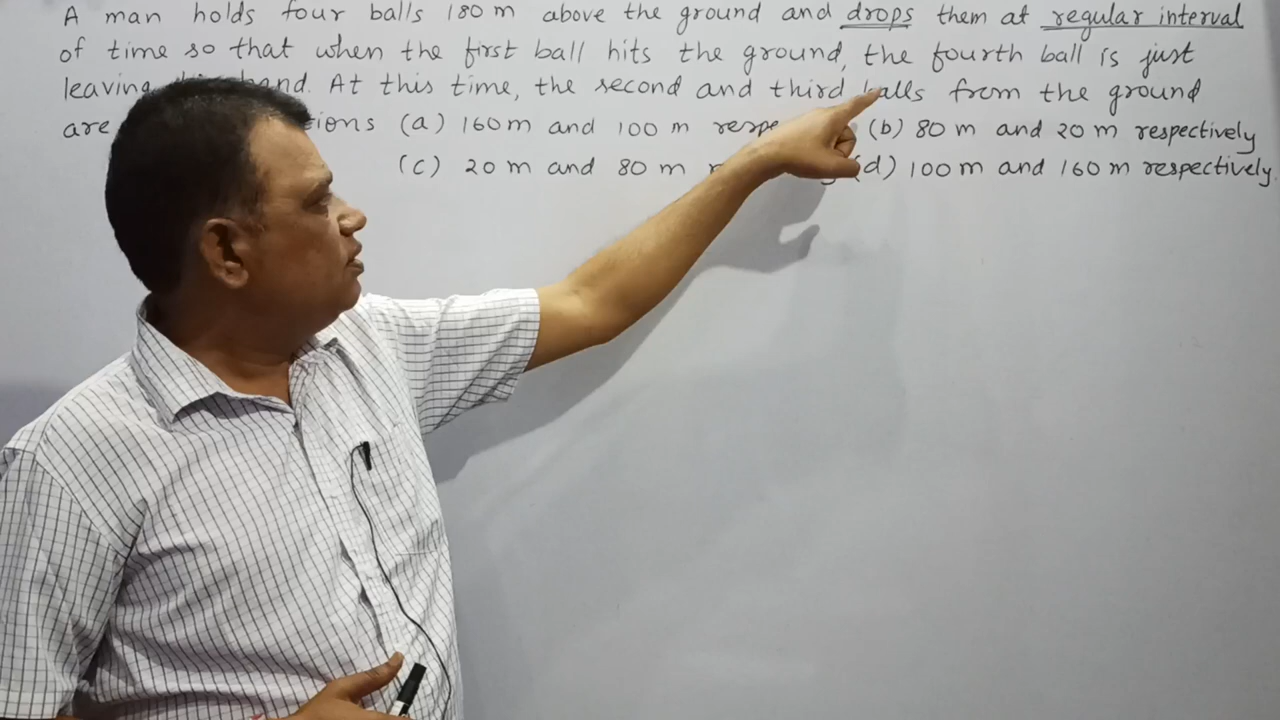 A man holds four balls 180 m above the ground and drops them at regular interval
of time so that when the first ball hits the ground, the fourth ball is just
leaving hand. At this time, the second and third balls from the ground
are (a) 160 m and 100 m (b) 80 m and 20 m respectively
(c) 20 m and 80 m (d) 100 m and 160 m respectively